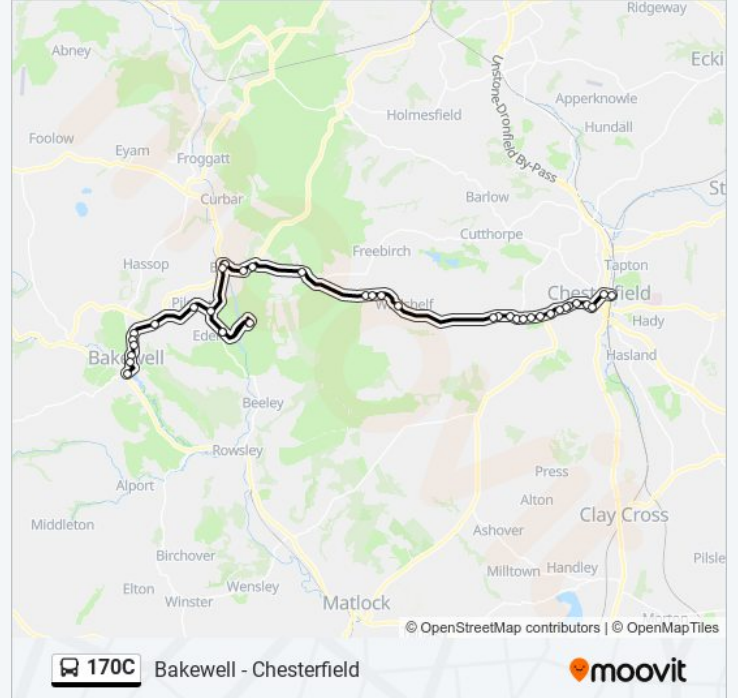 Ridgeway
Abney
Ecki
Unstone-Dronfield By-Pass
Apperknowle
Holmesfield
Hundall
Foolow
Eyam
Froggatt
St
Curbar
Barlow
Cutthorpe
Freebirch
Hassop
Tapton
B
Chesterfield
Pil
W shelf
Hady
Eden
Bakewell
Hasland
Beeley
Rowsley
Press
Alport
Alton
Clay Cross
Middleton
Ashover
Birchover
Pilsle
Milltown
Handley
Elton
Wensley
Winster
Matlock
© OpenStreetMap contributors | © OpenMapTiles
170C
Bakewell - Chesterfield
moovit